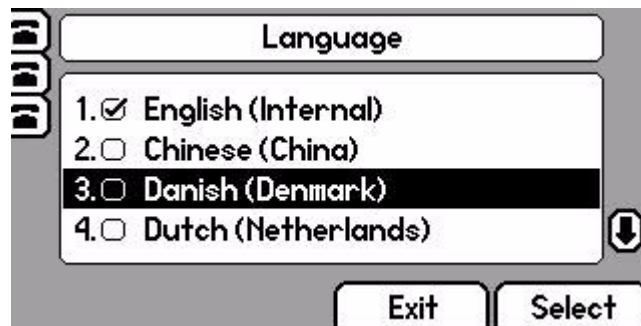 Language
1. English (Internal)
2. Chinese (China)
3. Danish (Denmark)
4. Dutch (Netherlands)
Exit Select